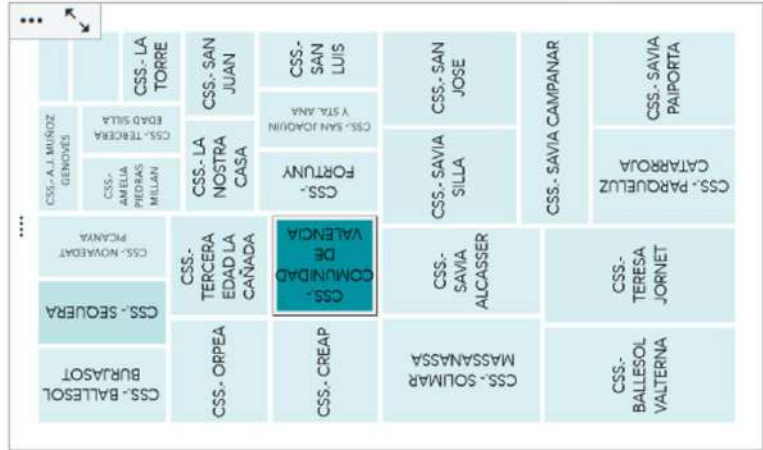 CSS.- LA
TORRE
CSS.- SAN
JUAN
CSS.-
SAN
LUIS
CSS.- SAN
JOSE
CSS.- SAVIA CAMPANAR
CSS.- SAVIA
PAIPORTA
CSS.- A.J. MUÑOZ
GENOVES
CSS.- TERCERA
EDAD SILLA
CSS.-
AMELIA
PIEDRAS
MILLAN
CSS.- LA
NOSTRA
CASA
CSS.- SAN JOAQUIN
Y STA. ANA
CSS.-
FORTUNY
CSS.- SAVIA
SILLA
CSS.- PARQUELUZ
CATARROJA
CSS.- NOVAEDAT
PICANYA
CSS.-
TERCERA
EDAD LA
CAÑADA
CSS.-
COMUNIDAD
DE
VALENCIA
CSS.-
SAVIA
ALCASSER
CSS.-
TERESA
JORNET
CSS.- SEQUERA
CSS.- BALLESOL
BURJASOT
CSS.- ORPEA
CSS.- CREAP
CSS.- SOLIMAR
MASSANASSA
CSS.-
BALLESOL
VALTERNA